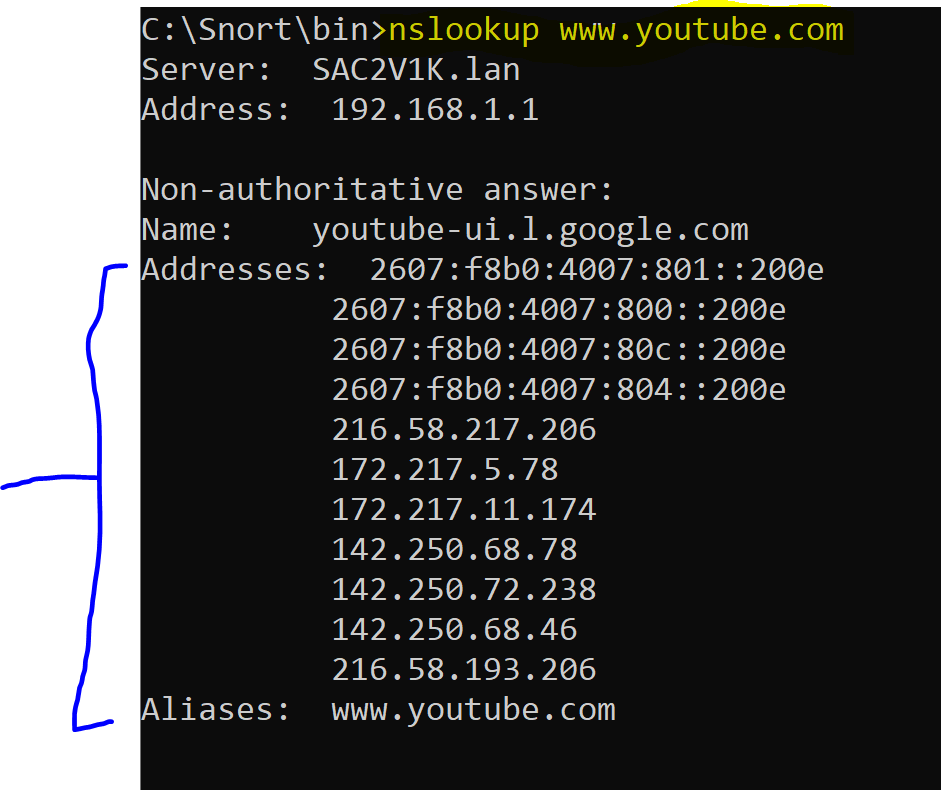 C:\Snort\bin>nslookup www.youtube.com
Server:  SAC2V1K.lan
Address:  192.168.1.1
Non-authoritative answer:
Name:    youtube-ui.l.google.com
Addresses:  2607:f8b0:4007:801::200e
2607:f8b0:4007:800::200e
2607:f8b0:4007:80c::200e
2607:f8b0:4007:804::200e
216.58.217.206
172.217.5.78
172.217.11.174
142.250.68.78
142.250.72.238
142.250.68.46
216.58.193.206
Aliases:  www.youtube.com